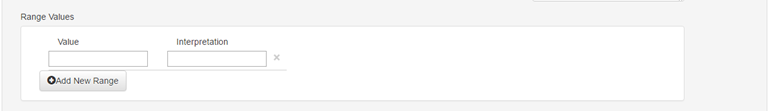 Range Values
Value Interpretation
Add New Range